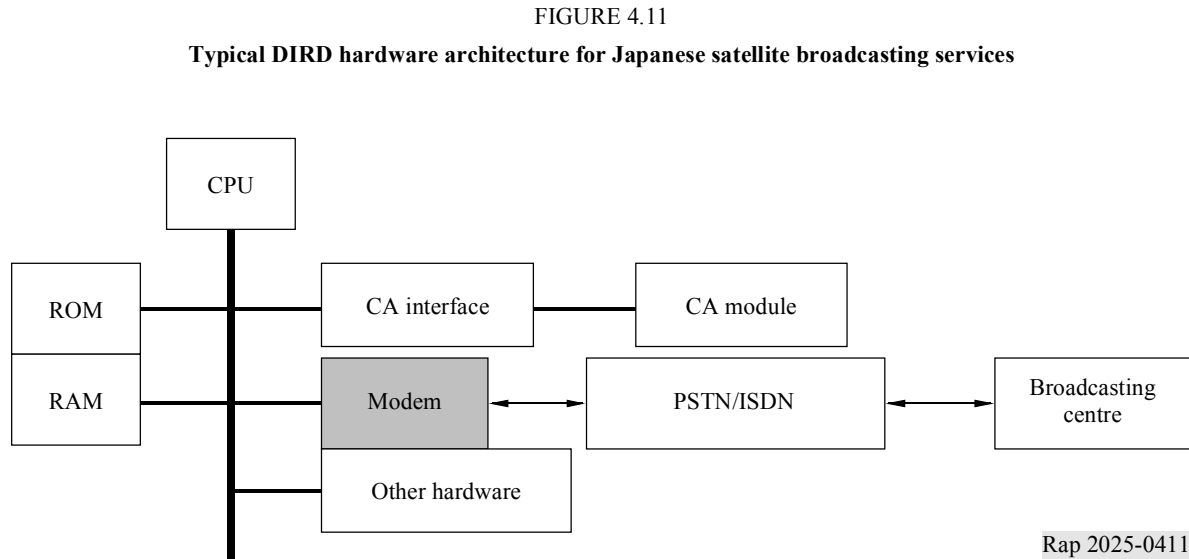 FIGURE 4.11
Typical DIRD hardware architecture for Japanese satellite broadcasting services
CPU
ROM
CA interface
CA module
RAM
Modem
PSTN/ISDN
Broadcasting
centre
Other hardware
Rap 2025-0411